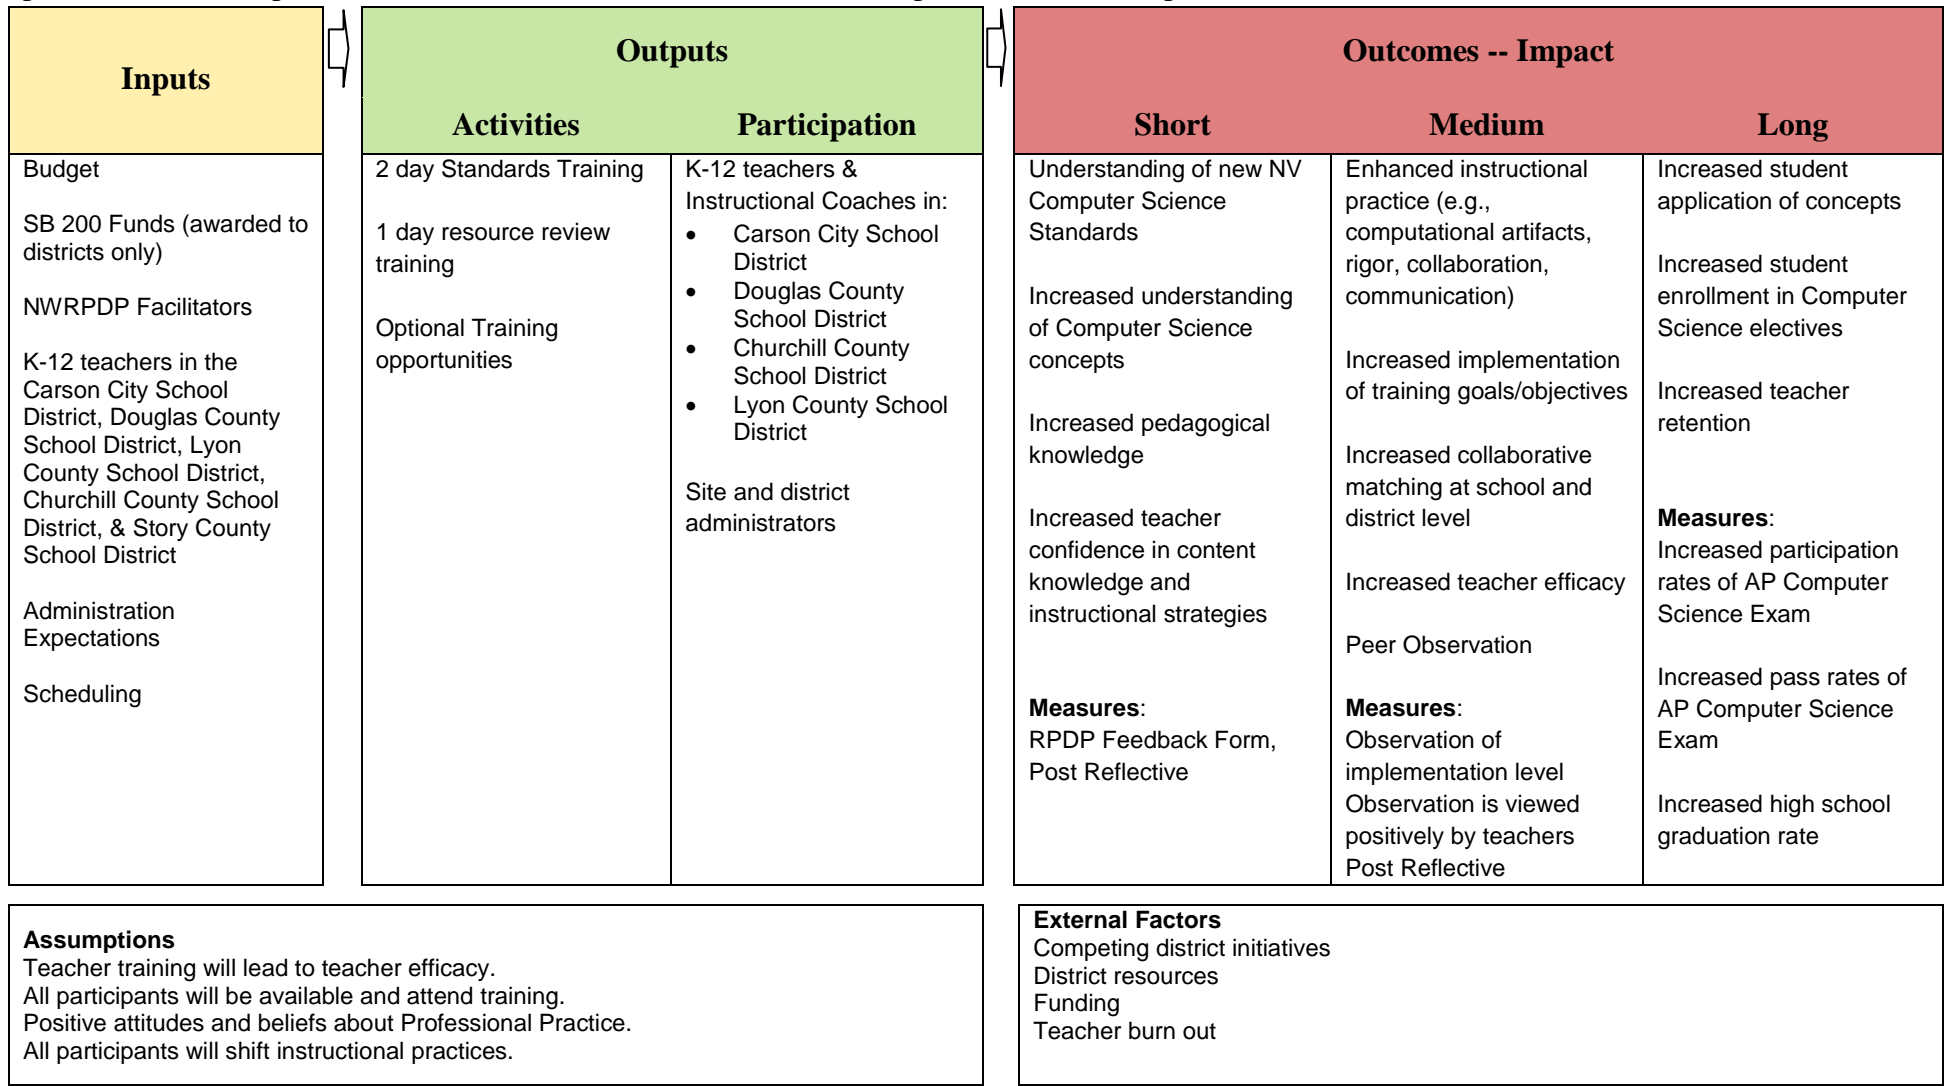 Inputs
Budget
SB 200 Funds (awarded to
districts only)
NWRPDP Facilitators
K-12 teachers in the
Carson City School
District, Douglas County
School District, Lyon
County School District,
Churchill County School
District, & Story County
School District
Administration
Expectations
Scheduling
Outputs
Activities
2 day Standards Training
1 day resource review
training
Optional Training
opportunities
Participation
K-12 teachers &
Instructional Coaches in:
• Carson City School
District
• Douglas County
School District
• Churchill County
School District
• Lyon County School
District
Site and district
administrators
Outcomes -- Impact
Short
Understanding of new NV
Computer Science
Standards
Increased understanding
of Computer Science
concepts
Increased pedagogical
knowledge
Increased teacher
confidence in content
knowledge and
instructional strategies
Measures:
RPDP Feedback Form,
Post Reflective
Medium
Enhanced instructional
practice (e.g.,
computational artifacts,
rigor, collaboration,
communication)
Increased implementation
of training goals/objectives
Increased collaborative
matching at school and
district level
Increased teacher efficacy
Peer Observation
Measures:
Observation of
implementation level
Observation is viewed
positively by teachers
Post Reflective
Long
Increased student
application of concepts
Increased student
enrollment in Computer
Science electives
Increased teacher
retention
Measures:
Increased participation
rates of AP Computer
Science Exam
Increased pass rates of
AP Computer Science
Exam
Increased high school
graduation rate
Assumptions
Teacher training will lead to teacher efficacy.
All participants will be available and attend training.
Positive attitudes and beliefs about Professional Practice.
All participants will shift instructional practices.
External Factors
Competing district initiatives
District resources
Funding
Teacher burn out